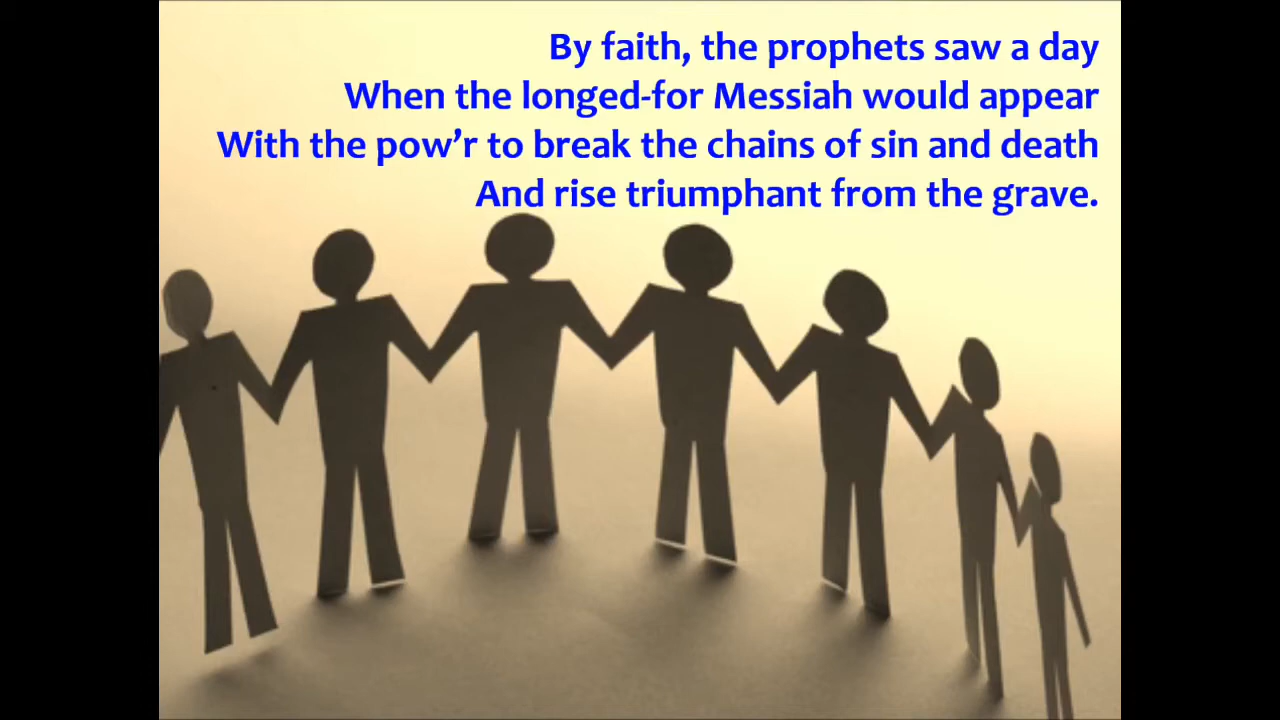 By faith, the prophets saw a day
When the longed-for Messiah would appear
With the pow’r to break the chains of sin and death
And rise triumphant from the grave.